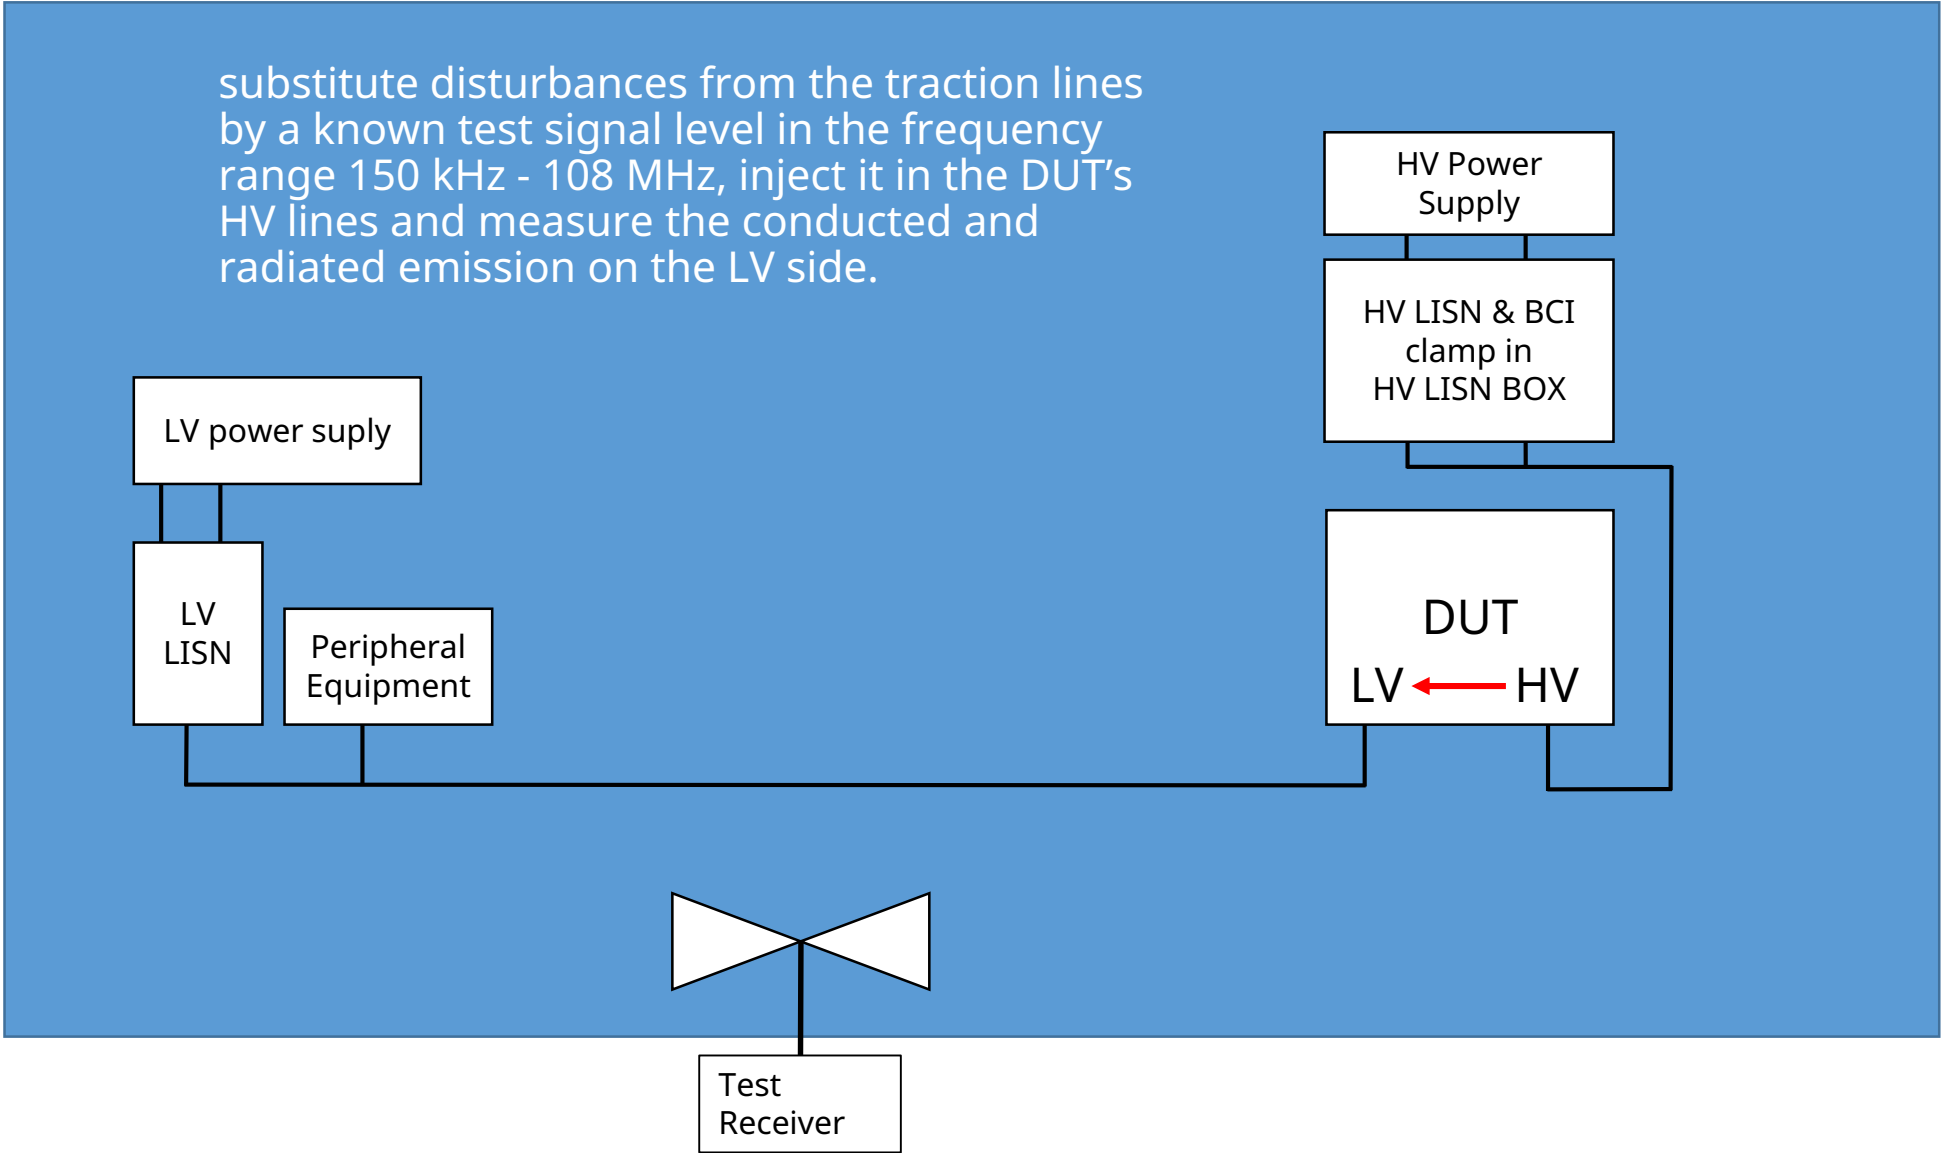 substitute disturbances from the traction lines
by a known test signal level in the frequency
range 150 kHz - 108 MHz, inject it in the DUT’s
HV lines and measure the conducted and
radiated emission on the LV side.
HV Power
Supply
HV LISN & BCI
clamp in
HV LISN BOX
LV power suply
LV
LISN
Peripheral
Equipment
DUT
LV HV
Test
Receiver